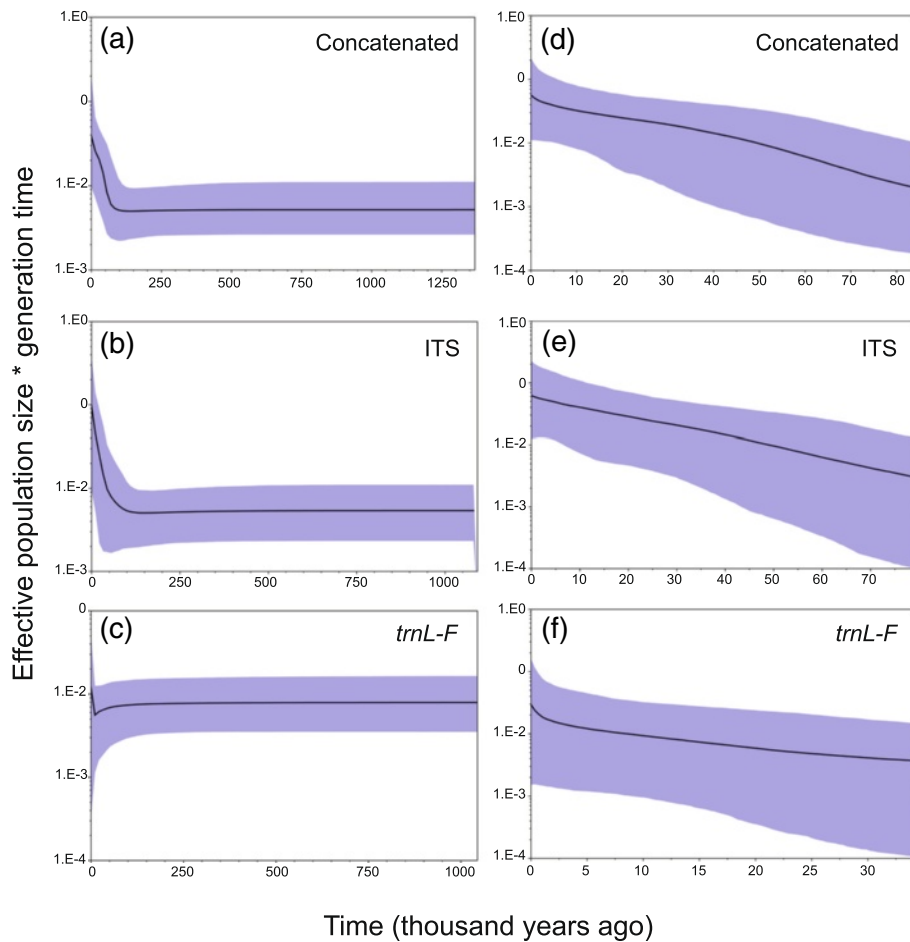 Effective population size * generation time
(a) Concatenated
1.E0
0
1.E-2
1.E-3
0 250 500 750 1000 1250
(d) Concatenated
1.E0
0
1.E-2
1.E-3
1.E-4
0 10 20 30 40 50 60 70 80
(b) ITS
1.E0
0
1.E-2
1.E-3
0 250 500 750 1000
(e) ITS
1.E0
0
1.E-2
1.E-3
1.E-4
0 10 20 30 40 50 60 70
(c) trnL-F
0
1.E-2
1.E-3
1.E-4
0 250 500 750 1000
(f) trnL-F
1.E0
0
1.E-2
1.E-3
1.E-4
0 5 10 15 20 25 30
Time (thousand years ago)